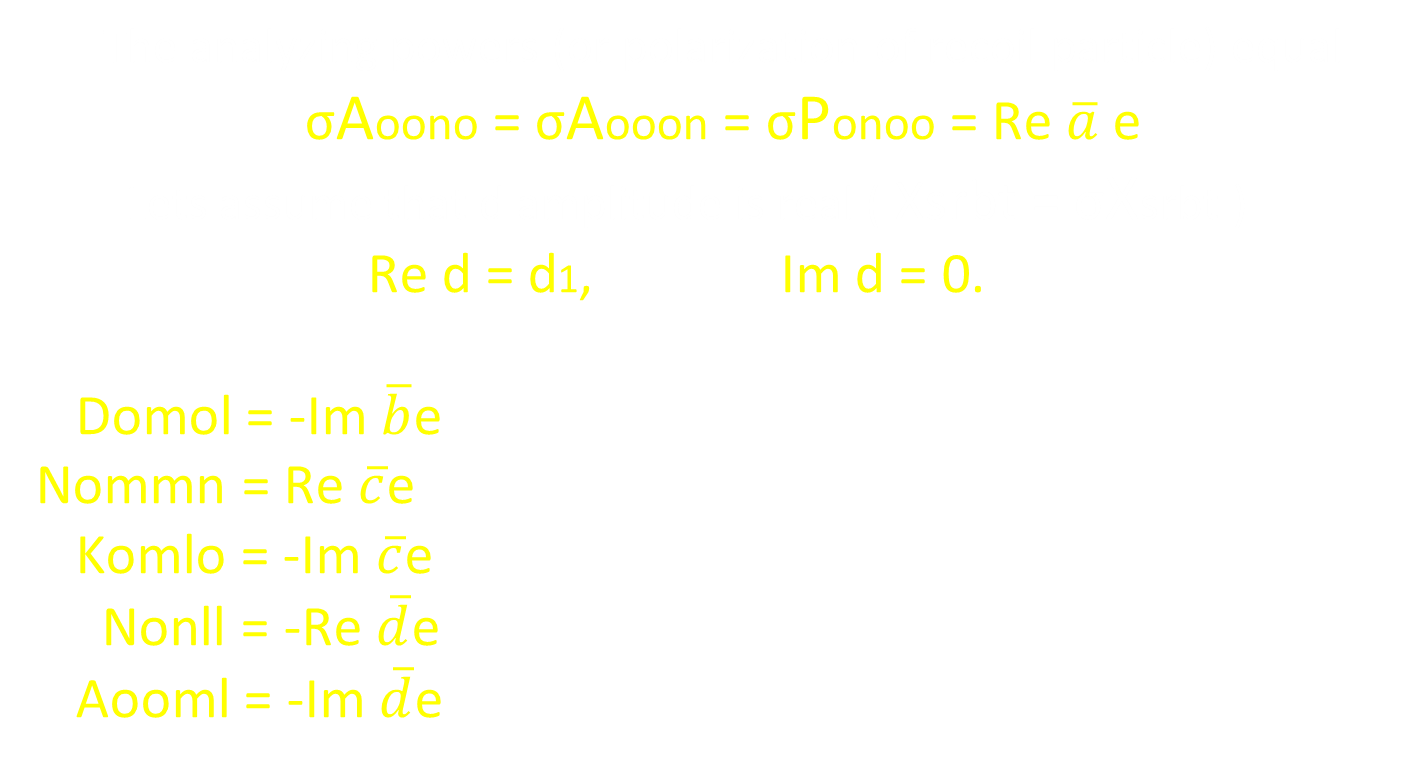 σAoono = σAooon = σPonoo = Re a̅ e
Re d = d1, Im d = 0.
Domol = -Im b̅e
Nommn = Re c̅e
Komlo = -Im c̅e
Nonll = -Re d̅e
Aooml = -Im d̅e